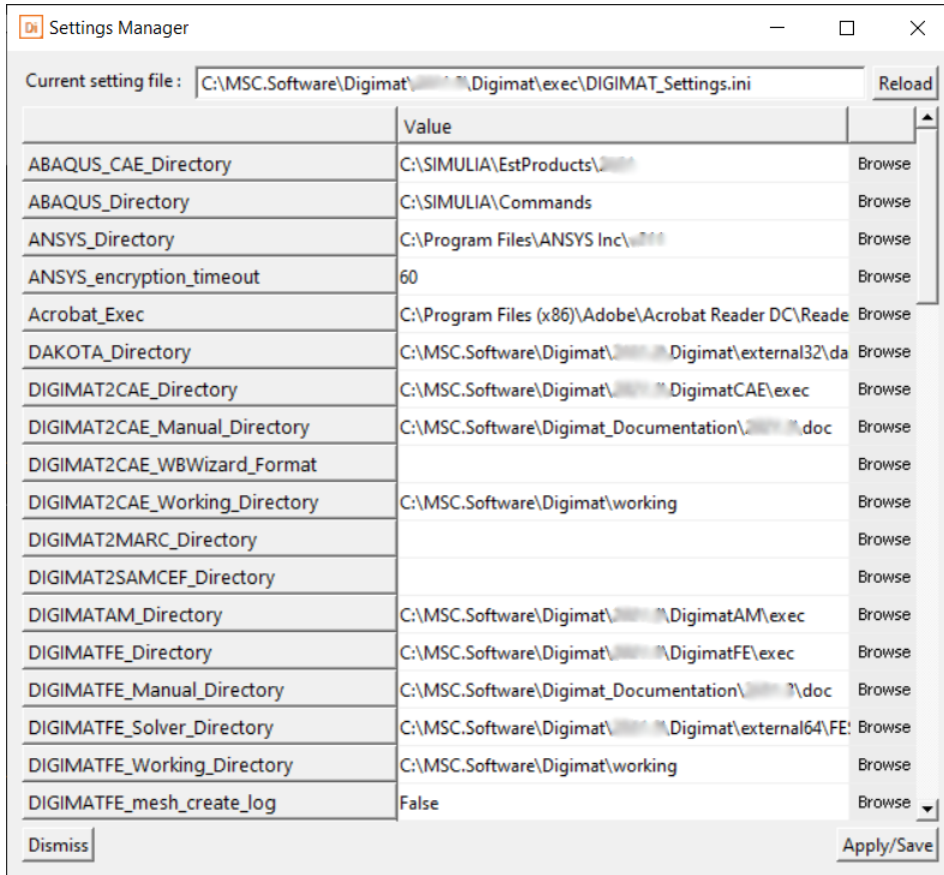 Di Settings Manager
Current setting file : C:\MSC.Software\Digimat\ \Digimat\exec\DIGIMAT_Settings.ini Reload
Value
ABAQUS_CAE_Directory C:\SIMULIA\EstProducts\ Browse
ABAQUS_Directory C:\SIMULIA\Commands Browse
ANSYS_Directory C:\Program Files\ANSYS Inc\ Browse
ANSYS_encryption_timeout 60 Browse
Acrobat_Exec C:\Program Files (x86)\Adobe\Acrobat Reader DC\Reade Browse
DAKOTA_Directory C:\MSC.Software\Digimat\ Digimat\external32\da Browse
DIGIMAT2CAE_Directory C:\MSC.Software\Digimat\ DigimatCAE\exec Browse
DIGIMAT2CAE_Manual_Directory C:\MSC.Software\Digimat_Documentation\ \doc Browse
DIGIMAT2CAE_WBWizard_Format Browse
DIGIMAT2CAE_Working_Directory C:\MSC.Software\Digimat\working Browse
DIGIMAT2MARC_Directory Browse
DIGIMAT2SAMCEF_Directory Browse
DIGIMATAM_Directory C:\MSC.Software\Digimat\ \DigimatAM\exec Browse
DIGIMATFE_Directory C:\MSC.Software\Digimat\ \DigimatFE\exec Browse
DIGIMATFE_Manual_Directory C:\MSC.Software\Digimat_Documentation\ \doc Browse
DIGIMATFE_Solver_Directory C:\MSC.Software\Digimat\ \Digimat\external64\FES Browse
DIGIMATFE_Working_Directory C:\MSC.Software\Digimat\working Browse
DIGIMATFE_mesh_create_log False Browse
Dismiss Apply/Save